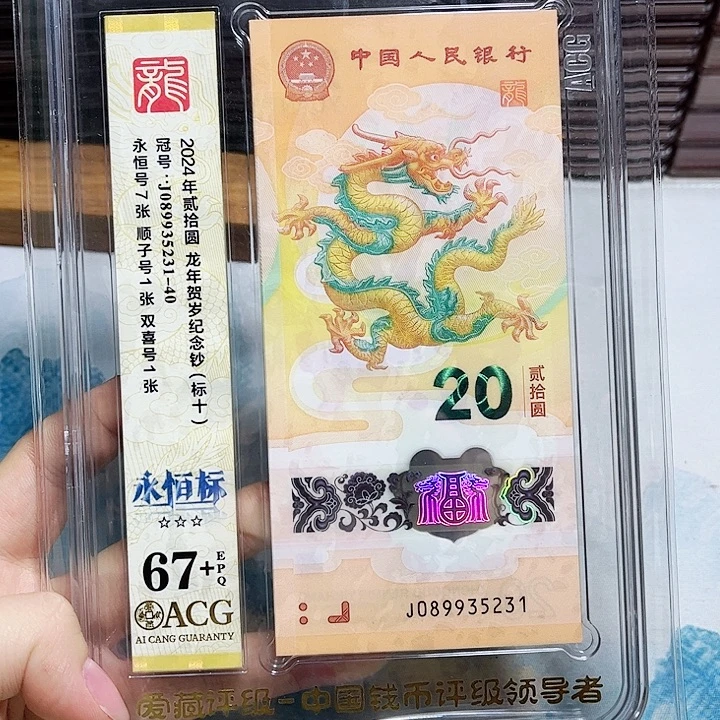 龍
2024年贰拾圆 龙年贺岁纪念钞（标十）
冠号：J089935231-40
永恒号7张 顺子号1张 双喜号1张
永恒标
☆☆☆
67+
EPQ
ACG
AI CANG GUARANTY
中国人民银行
龍
20
贰拾圆
福
J089935231
ACG
爱藏评级-中国钱币评级领导者